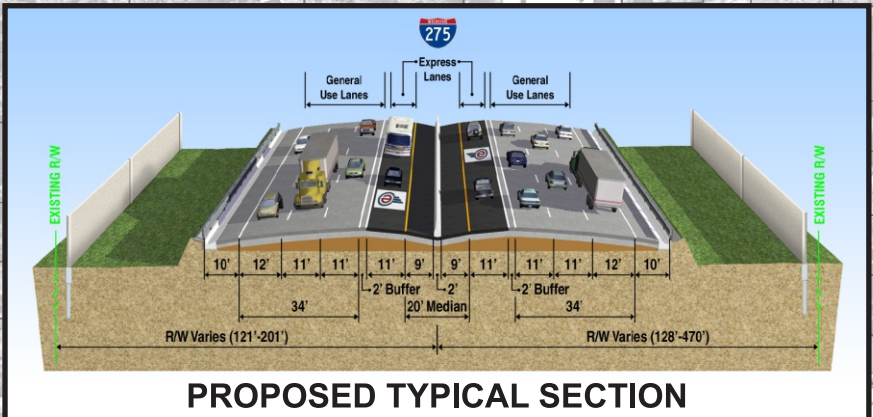 INTERSTATE
275
Express
Lanes
General
Use Lanes
General
Use Lanes
EXISTING R/W
EXISTING R/W
10' 12' 11' 11' 11' 9' 9' 11' 11' 11' 12' 10'
2' Buffer 2' 2' Buffer
34' 20' Median 34'
R/W Varies (121'-201') R/W Varies (128'-470')
PROPOSED TYPICAL SECTION